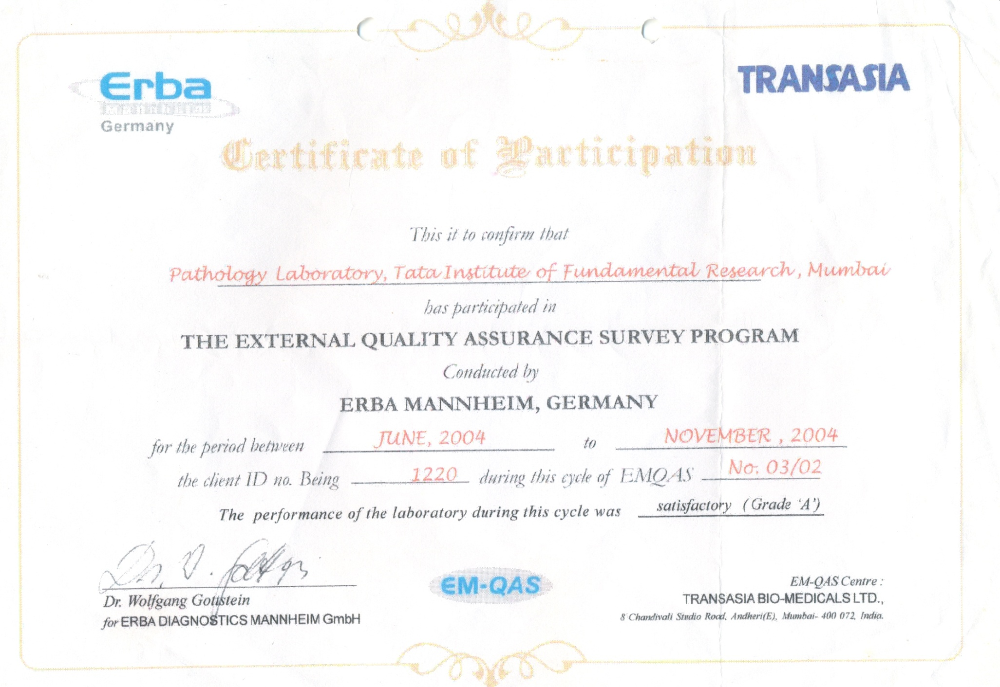 Erba
Mannheim
Germany
TRANSASIA
Certificate of Participation
This it to confirm that
Pathology Laboratory, Tata Institute of Fundamental Research, Mumbai
has participated in
THE EXTERNAL QUALITY ASSURANCE SURVEY PROGRAM
Conducted by
ERBA MANNHEIM, GERMANY
for the period between JUNE, 2004 to NOVEMBER , 2004
the client ID no. Being 1220 during this cycle of EMQAS No. 03/02
The performance of the laboratory during this cycle was satisfactory (Grade 'A')
Dr. Wolfgang Gottstein
for ERBA DIAGNOSTICS MANNHEIM GmbH
EM-QAS
EM-QAS Centre :
TRANSASIA BIO-MEDICALS LTD.,
8 Chandivali Studio Road, Andheri(E), Mumbai- 400 072, India.